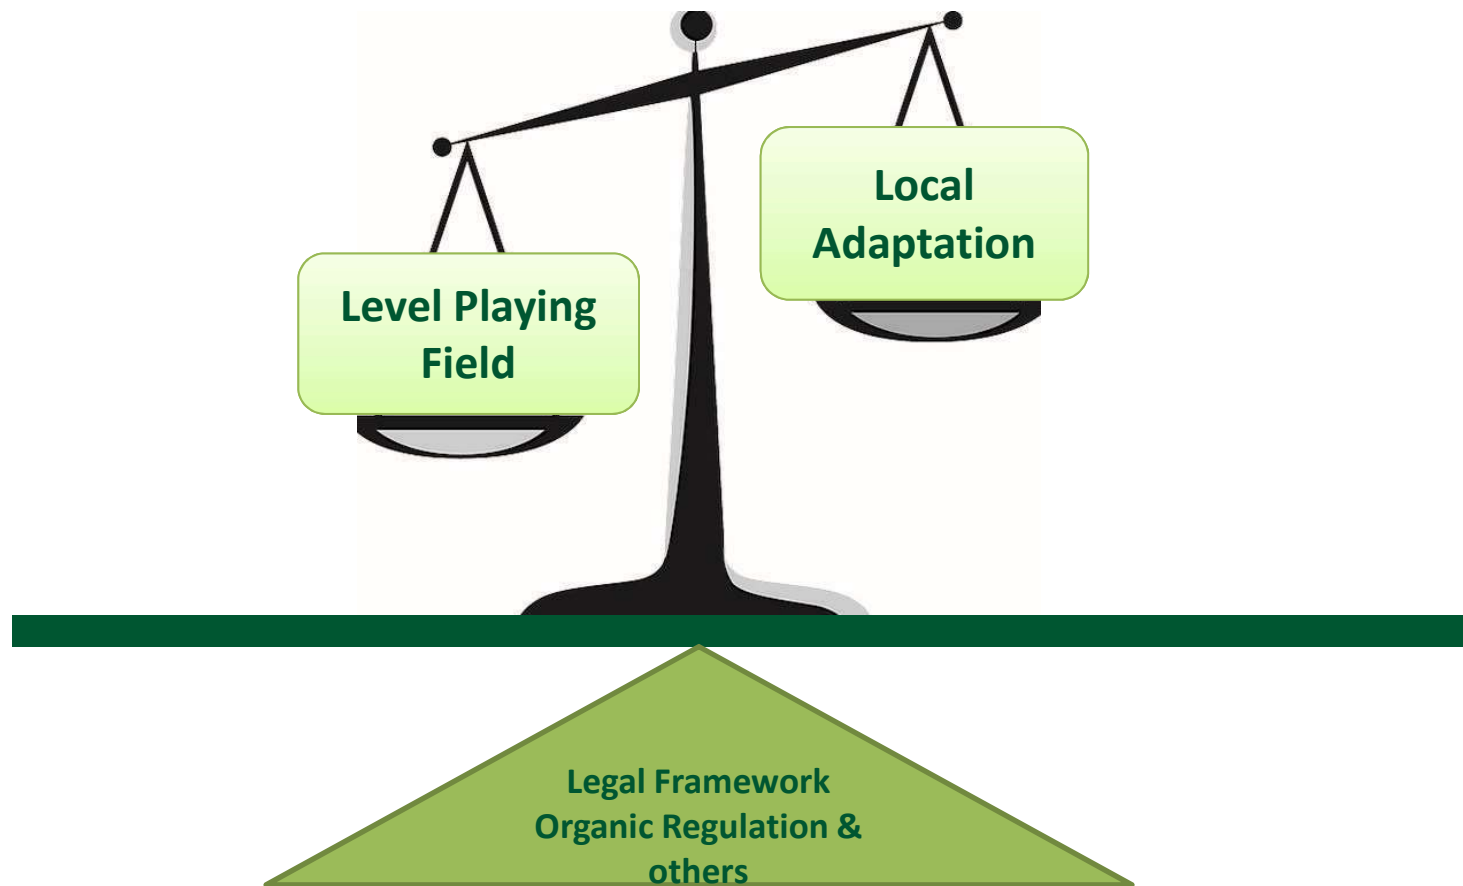 Local
Adaptation
Level Playing
Field
Legal Framework
Organic Regulation &
others